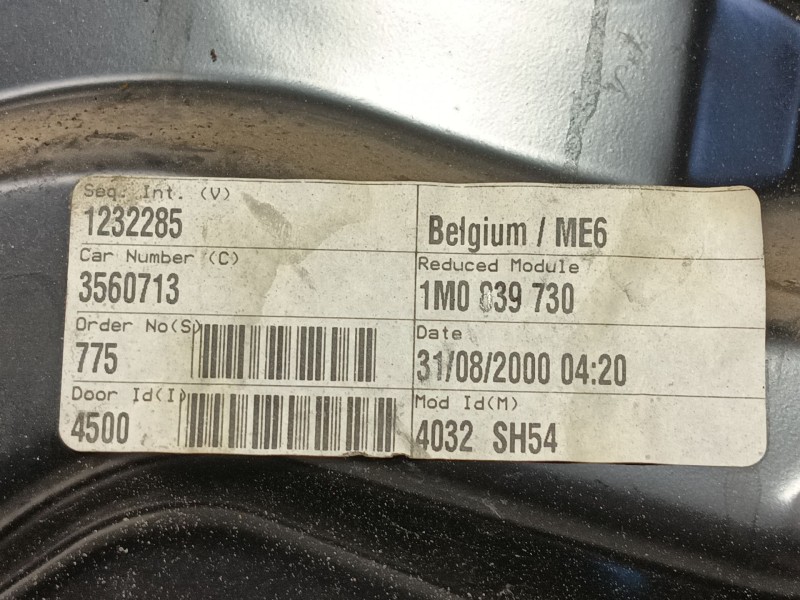 Seq. Int. (V)
1232285
Belgium / ME6
Car Number (C)
3560713
Reduced Module
1M0 839 730
Order No(S)
775
Date
31/08/2000 04:20
Door Id(I)
4500
Mod Id(M)
4032 SH54